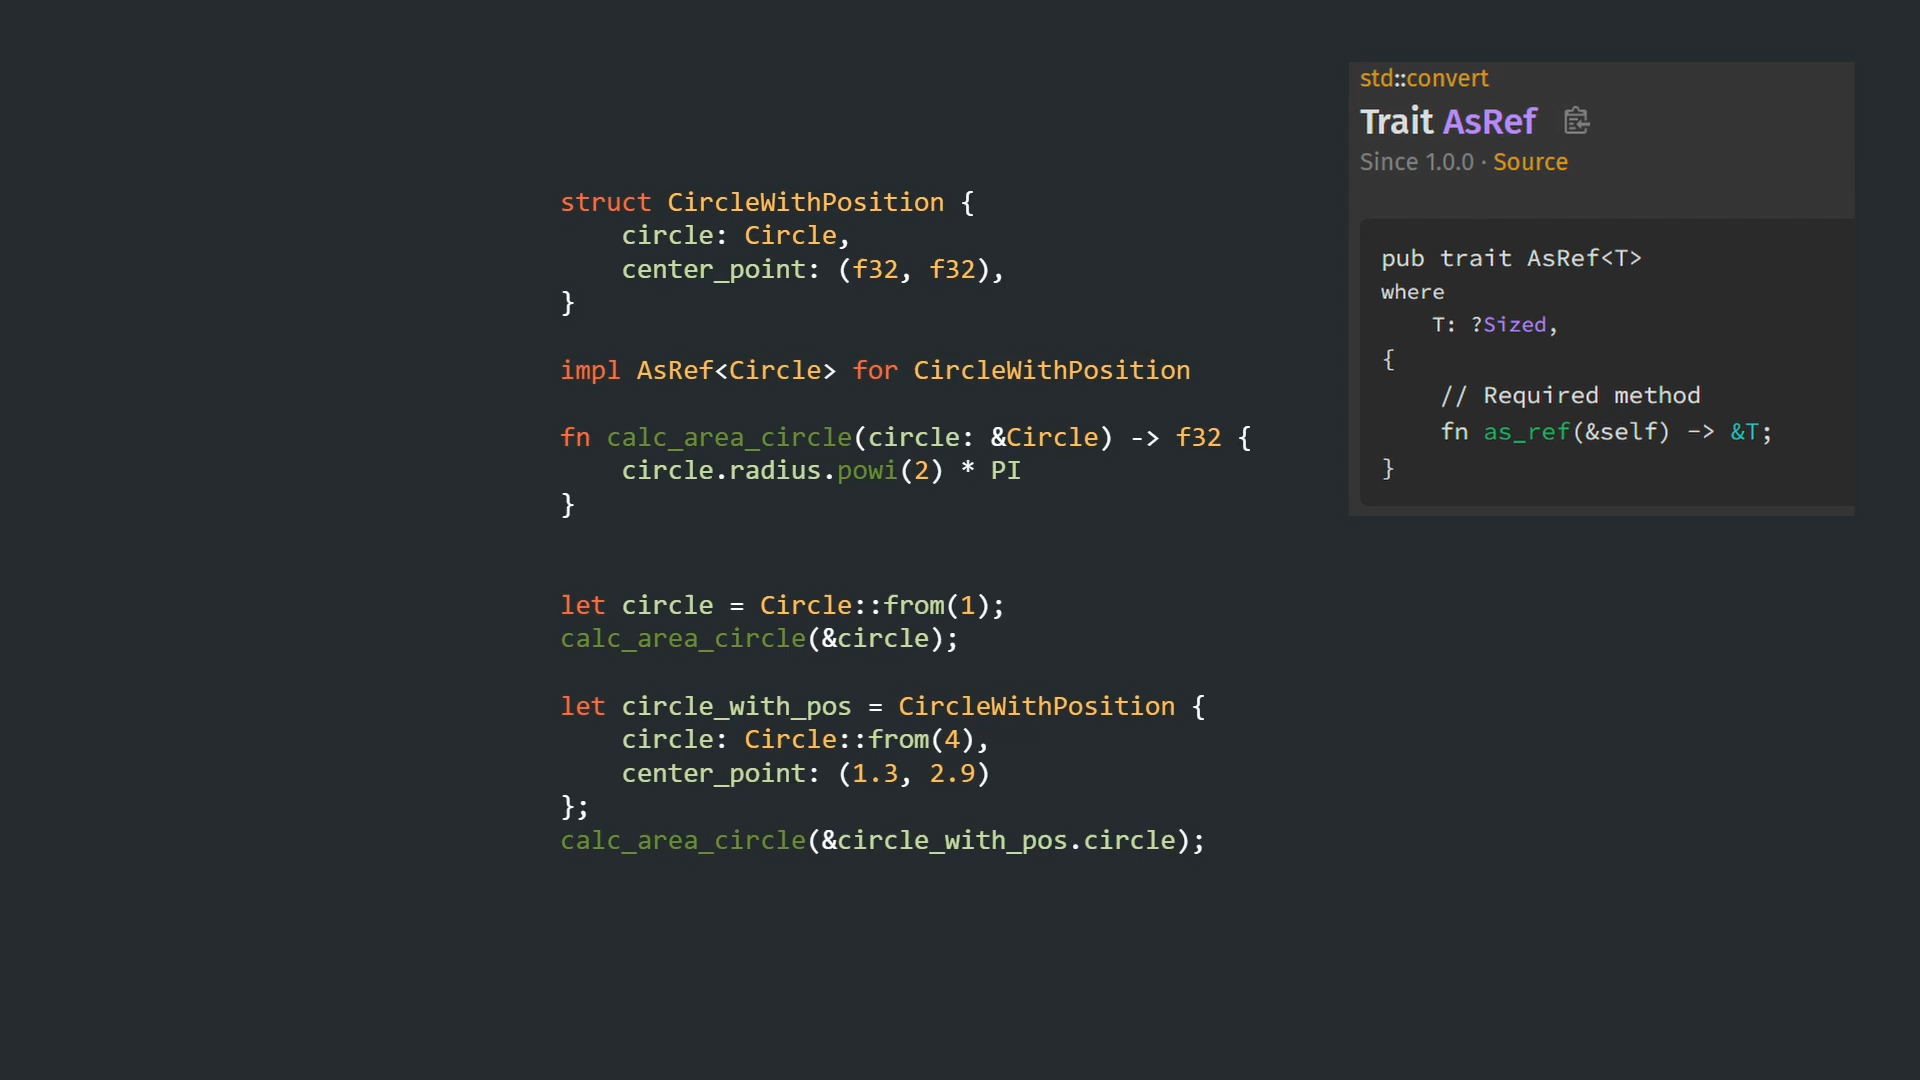 struct CircleWithPosition {
    circle: Circle,
    center_point: (f32, f32),
}
impl AsRef<Circle> for CircleWithPosition
fn calc_area_circle(circle: &Circle) -> f32 {
    circle.radius.powi(2) * PI
}
let circle = Circle::from(1);
calc_area_circle(&circle);
let circle_with_pos = CircleWithPosition {
    circle: Circle::from(4),
    center_point: (1.3, 2.9)
};
calc_area_circle(&circle_with_pos.circle);
std::convert
Trait AsRef
Since 1.0.0 · Source
pub trait AsRef<T>
where
    T: ?Sized,
{
    // Required method
    fn as_ref(&self) -> &T;
}